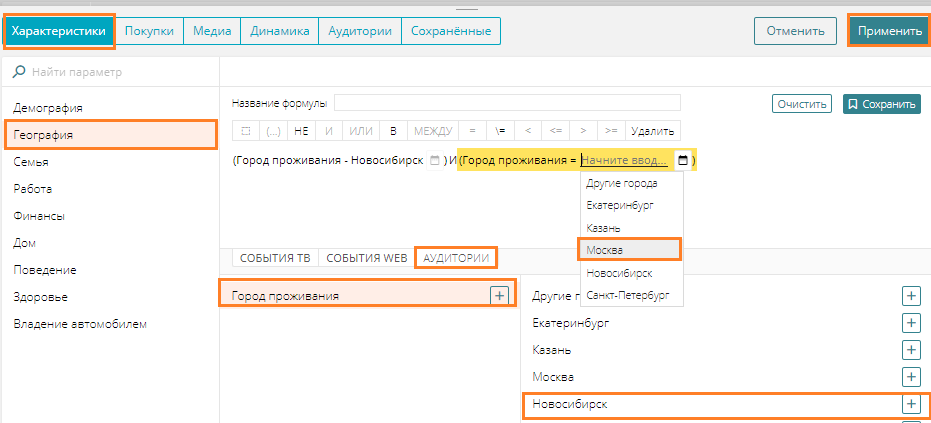 Характеристики Покупки Медиа Динамика Аудитории Сохранённые Отменить Применить
Найти параметр
Демография
География
Семья
Работа
Финансы
Дом
Поведение
Здоровье
Владение автомобилем
Название формулы Очистить Сохранить
(...) НЕ И ИЛИ В МЕЖДУ = \= < <= > >= Удалить
(Город проживания - Новосибирск ) И (Город проживания = Начните ввод... )
Другие города
Екатеринбург
Казань
Москва
Новосибирск
Санкт-Петербург
СОБЫТИЯ ТВ СОБЫТИЯ WEB АУДИТОРИИ
Город проживания +
Другие г +
Екатеринбург +
Казань +
Москва +
Новосибирск +